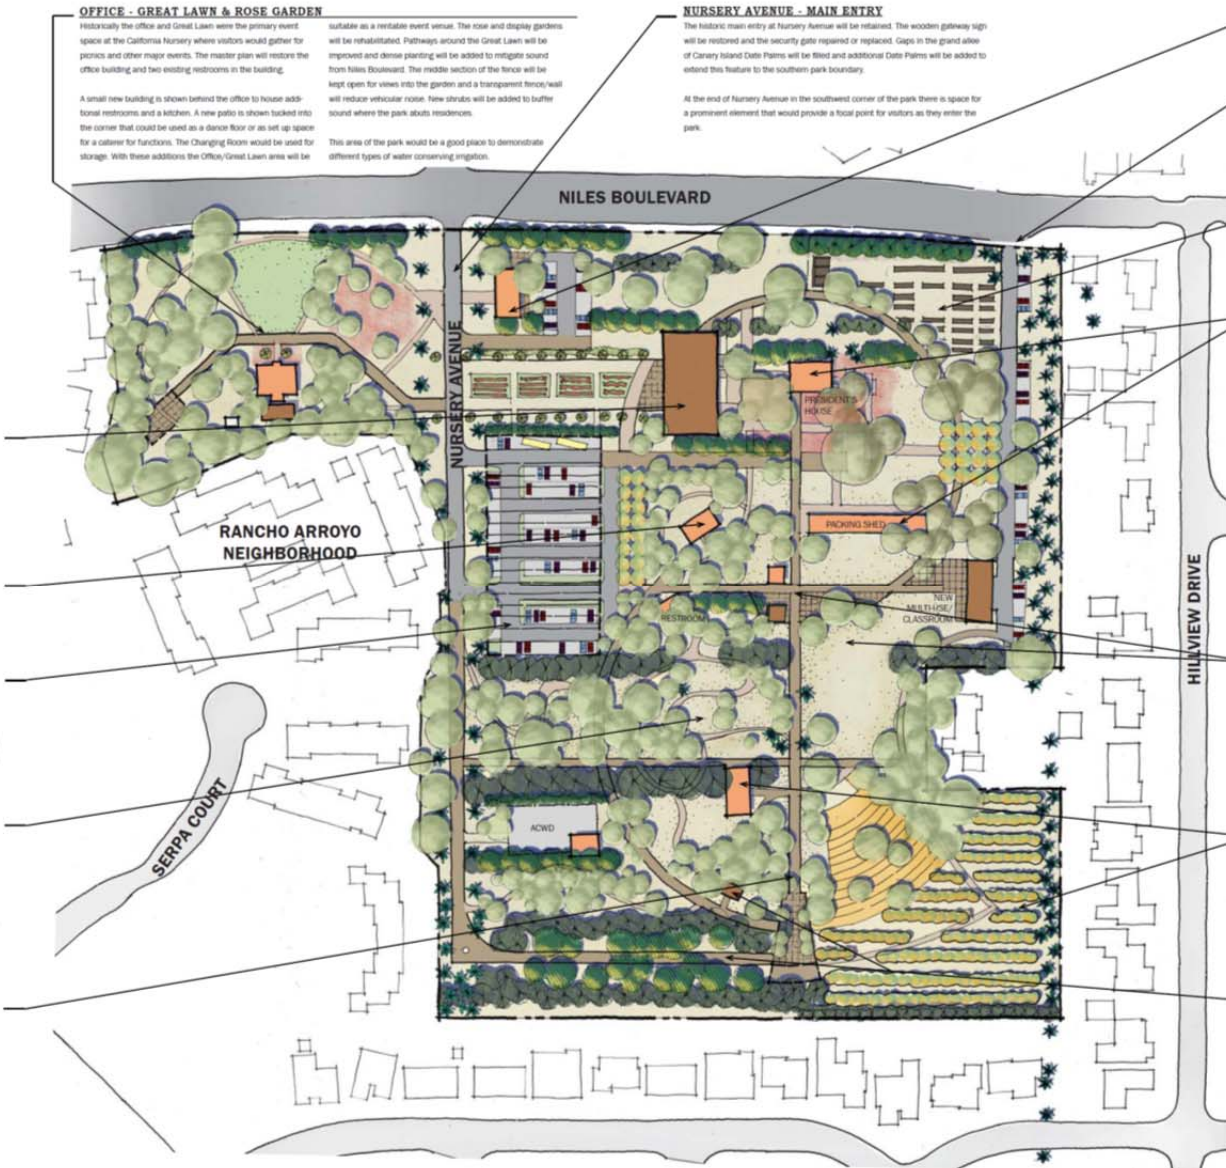 OFFICE - GREAT LAWN & ROSE GARDEN
Historically the office and Great Lawn were the primary event
space at the California Nursery where visitors would gather for
picnics and other major events. The master plan will restore the
office building and two existing restrooms in the building.
A small new building is shown behind the office to house addi-
tional restrooms and a kitchen. A new patio is shown tucked into
the corner that could be used as a dance floor or as set up space
for a caterer for functions. The Changing Room would be used for
storage. With these additions the Office/Great Lawn area will be
suitable as a rentable event venue. The rose and display gardens
will be rehabilitated. Pathways around the Great Lawn will be
improved and dense planting will be added to mitigate sound
from Niles Boulevard. The middle section of the fence will be
kept open for views into the garden and a transparent fence/wall
will reduce vehicular noise. New shrubs will be added to buffer
sound where the park abuts residences.
This area of the park would be a good place to demonstrate
different types of water conserving irrigation.
NURSERY AVENUE - MAIN ENTRY
The historic main entry at Nursery Avenue will be retained. The wooden gateway sign
will be restored and the security gate repaired or replaced. Gaps in the grand allee
of Canary Island Date Palms will be filled and additional Date Palms will be added to
extend this feature to the southern park boundary.
At the end of Nursery Avenue in the southwest corner of the park there is space for
a prominent element that would provide a focal point for visitors as they enter the
park.
NILES BOULEVARD
NURSERY AVENUE
PRESIDENT'S
HOUSE
RANCHO ARROYO
NEIGHBORHOOD
PACKING SHED
NEW
MULTI-USE/
CLASSROOM
RESTROOM
HILLVIEW DRIVE
SERPA COURT
ACWD